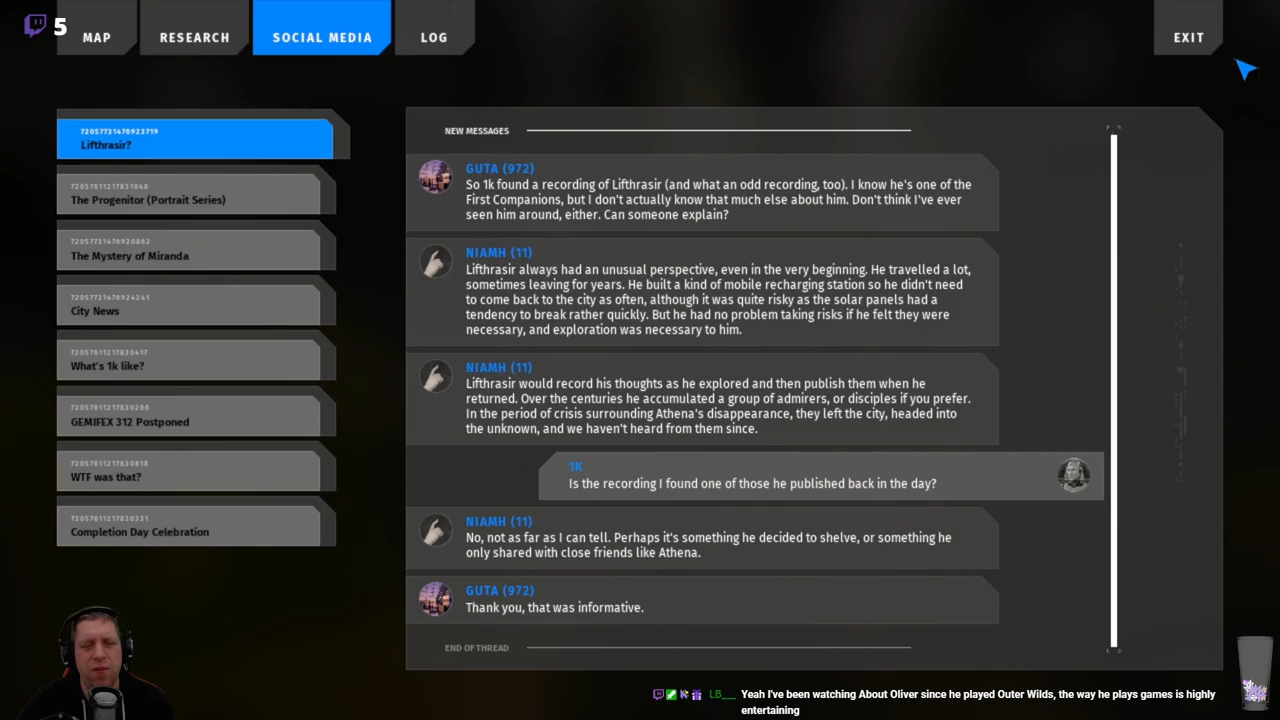 5
MAP
RESEARCH
SOCIAL MEDIA
LOG
EXIT
72057731476923719
Lifthrasir?
72057611217831048
The Progenitor (Portrait Series)
72057731476920862
The Mystery of Miranda
72057731476924241
City News
72057611217830417
What's 1k like?
72057611217830266
GEMIFEX 312 Postponed
72057611217830818
WTF was that?
72057611217830331
Completion Day Celebration
NEW MESSAGES
GUTA (972)
So 1k found a recording of Lifthrasir (and what an odd recording, too). I know he's one of the
First Companions, but I don't actually know that much else about him. Don't think I've ever
seen him around, either. Can someone explain?
NIAMH (11)
Lifthrasir always had an unusual perspective, even in the very beginning. He travelled a lot,
sometimes leaving for years. He built a kind of mobile recharging station so he didn't need
to come back to the city as often, although it was quite risky as the solar panels had a
tendency to break rather quickly. But he had no problem taking risks if he felt they were
necessary, and exploration was necessary to him.
NIAMH (11)
Lifthrasir would record his thoughts as he explored and then publish them when he
returned. Over the centuries he accumulated a group of admirers, or disciples if you prefer.
In the period of crisis surrounding Athena's disappearance, they left the city, headed into
the unknown, and we haven't heard from them since.
1K
Is the recording I found one of those he published back in the day?
NIAMH (11)
No, not as far as I can tell. Perhaps it's something he decided to shelve, or something he
only shared with close friends like Athena.
GUTA (972)
Thank you, that was informative.
END OF THREAD
LB___ Yeah I've been watching About Oliver since he played Outer Wilds, the way he plays games is highly
entertaining